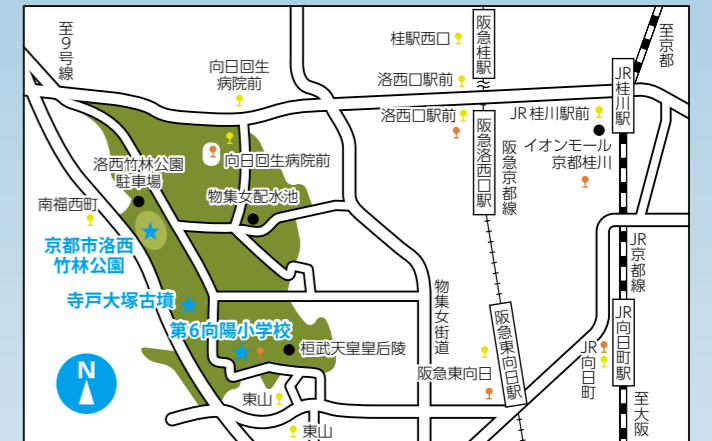 至９号線
向日回生
病院前
桂駅西口
阪急桂駅
至京都
洛西口駅前
洛西口駅前
JR桂川駅前
JR桂川駅
イオンモール
京都桂川
阪急洛西口駅
阪急京都線
向日回生病院前
洛西竹林公園
駐車場
物集女配水池
南福西町
京都市洛西
竹林公園
寺戸大塚古墳
第6向陽小学校
桓武天皇皇后陵
物集女街道
阪急東向日駅
阪急東向日
JR京都線
JR向日町駅
JR向日町
至大阪
東山
東山
N